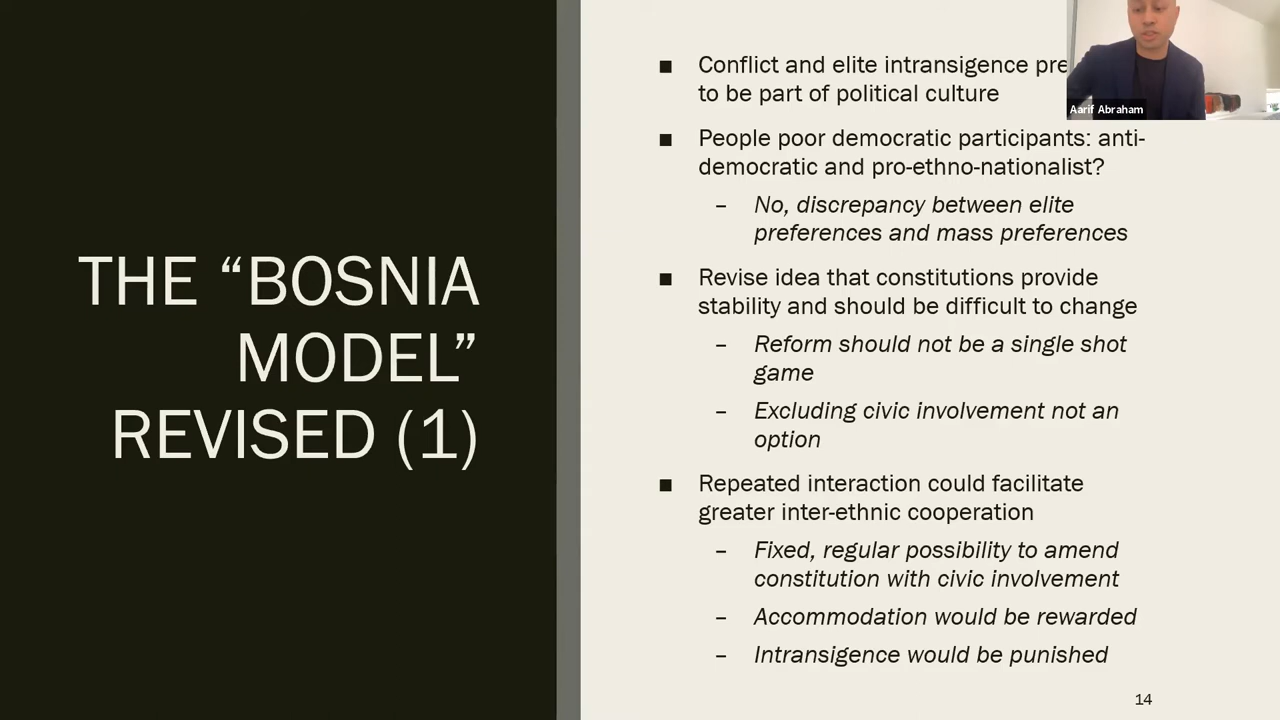 THE “BOSNIA
MODEL”
REVISED (1)
■ Conflict and elite intransigence
to be part of political culture
■ People poor democratic participants: anti-
democratic and pro-ethno-nationalist?
– No, discrepancy between elite
preferences and mass preferences
■ Revise idea that constitutions provide
stability and should be difficult to change
– Reform should not be a single shot
game
– Excluding civic involvement not an
option
■ Repeated interaction could facilitate
greater inter-ethnic cooperation
– Fixed, regular possibility to amend
constitution with civic involvement
– Accommodation would be rewarded
– Intransigence would be punished
14
Aarif Abraham